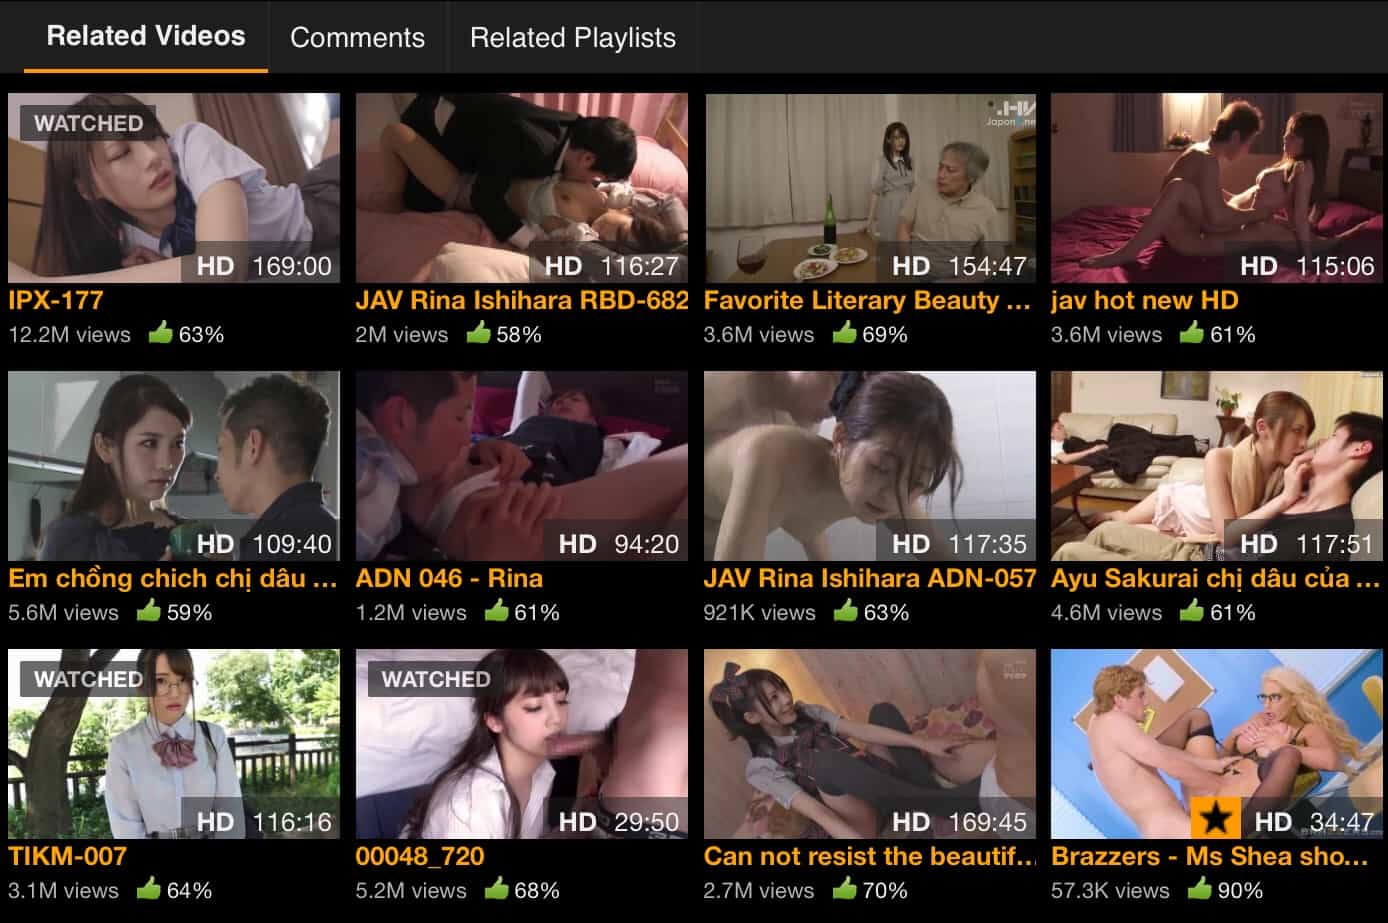 Related Videos
Comments
Related Playlists
WATCHED
HD 169:00
HD 116:27
JaponX.ne
HD 154:47
HD 115:06
IPX-177
JAV Rina Ishihara RBD-682
Favorite Literary Beauty ...
jav hot new HD
12.2M views 63%
2M views 58%
3.6M views 69%
3.6M views 61%
HD 109:40
HD 94:20
HD 117:35
HD 117:51
Em chồng chich chị dâu ...
ADN 046 - Rina
JAV Rina Ishihara ADN-057
Ayu Sakurai chị dâu của ...
5.6M views 59%
1.2M views 61%
921K views 63%
4.6M views 61%
WATCHED
WATCHED
HD 116:16
HD 29:50
HD 169:45
HD 34:47
TIKM-007
00048_720
Can not resist the beautif...
Brazzers - Ms Shea sho...
3.1M views 64%
5.2M views 68%
2.7M views 70%
57.3K views 90%